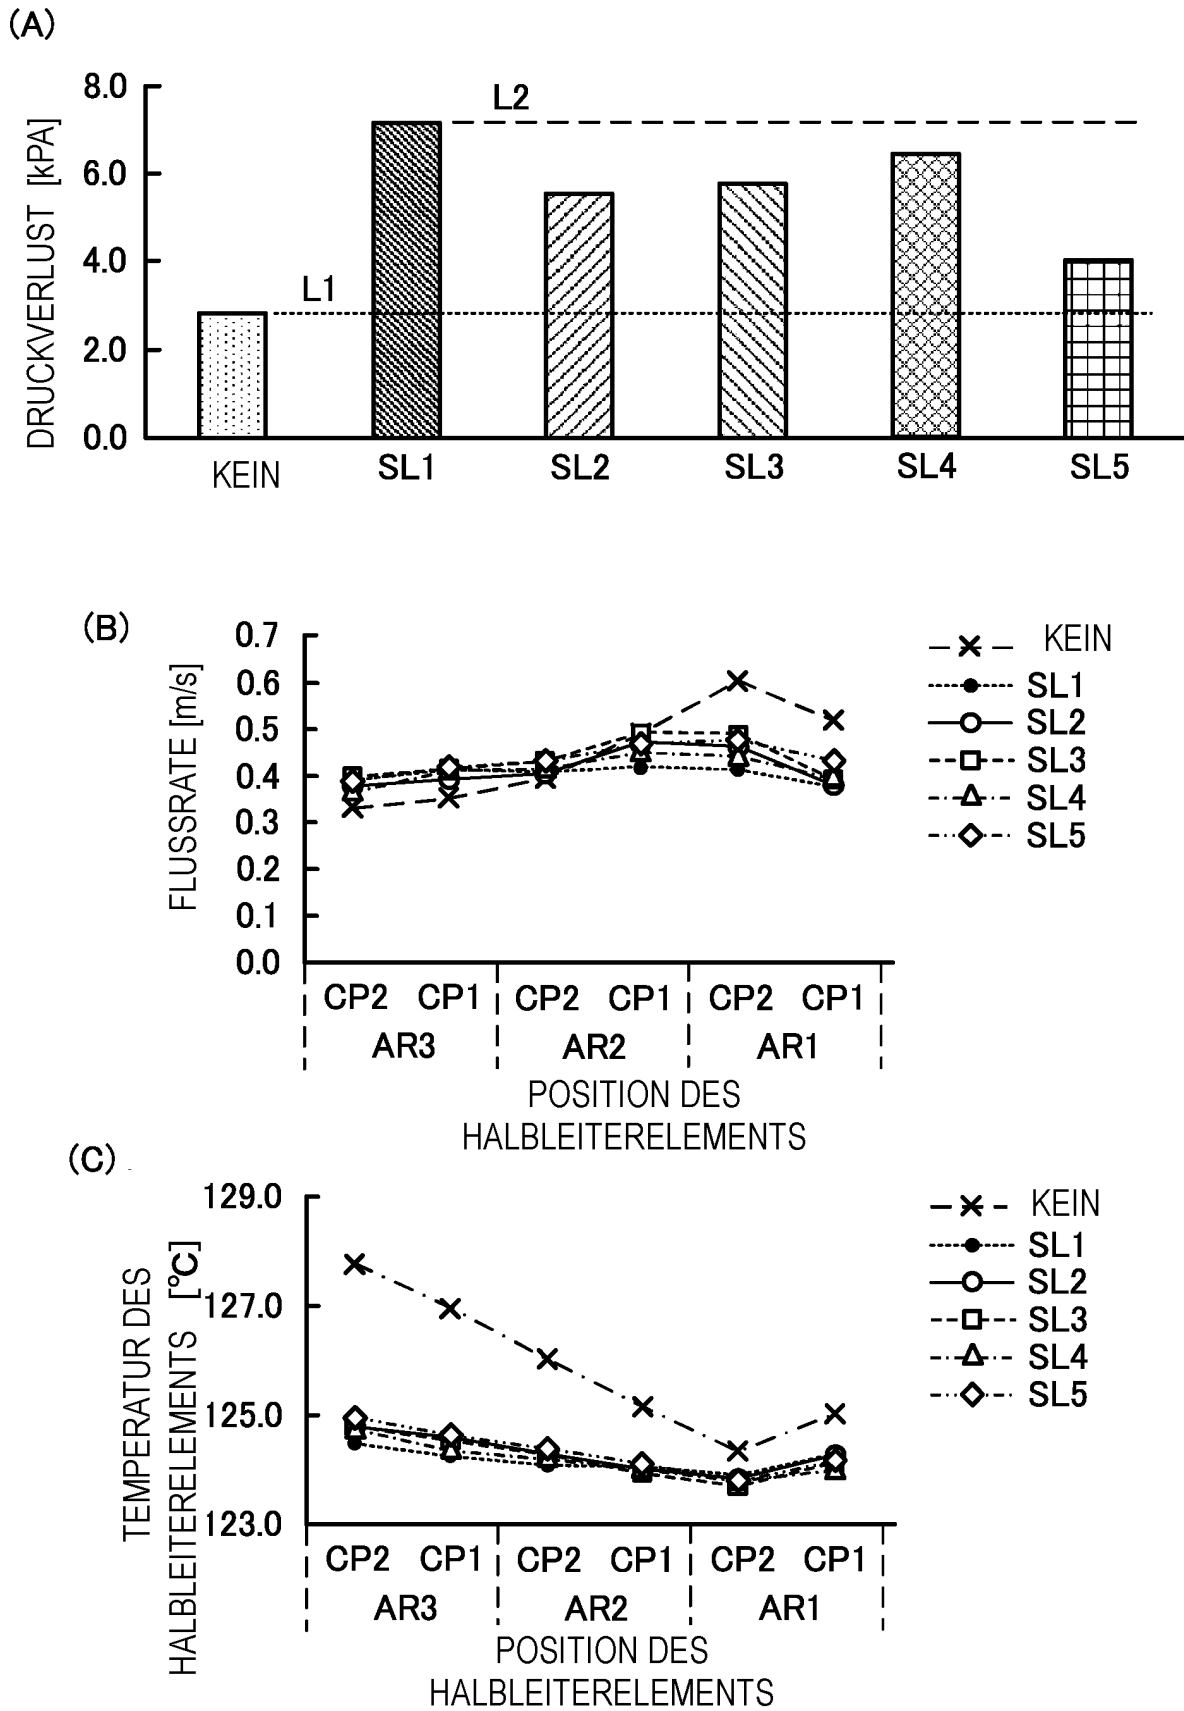 (A)
DRUCKVERLUST [kPA]
8.0
6.0
4.0
2.0
0.0
L2
L1
KEIN SL1 SL2 SL3 SL4 SL5
(B)
FLUSSRATE [m/s]
0.7
0.6
0.5
0.4
0.3
0.2
0.1
0.0
KEIN
SL1
SL2
SL3
SL4
SL5
CP2 CP1 CP2 CP1 CP2 CP1
AR3 AR2 AR1
POSITION DES
HALBLEITERELEMENTS
(C)
TEMPERATUR DES
HALBLEITERELEMENTS [℃]
129.0
127.0
125.0
123.0
KEIN
SL1
SL2
SL3
SL4
SL5
CP2 CP1 CP2 CP1 CP2 CP1
AR3 AR2 AR1
POSITION DES
HALBLEITERELEMENTS